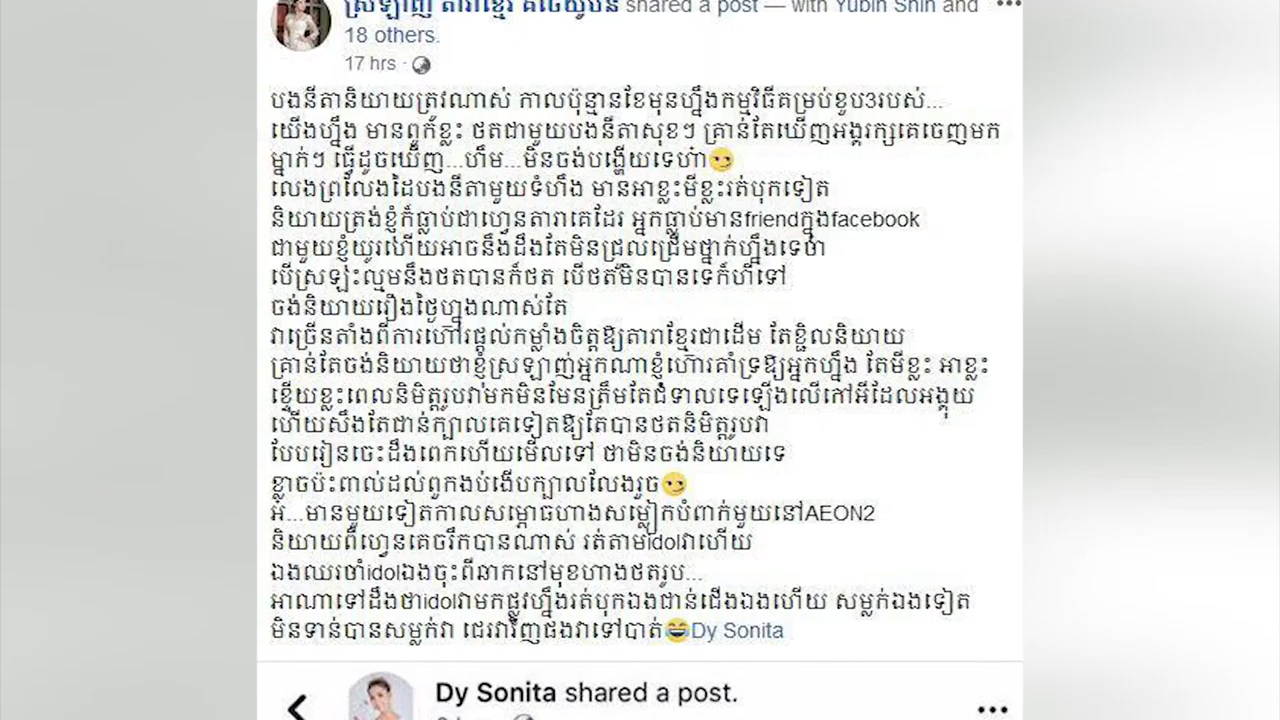 ស្រឡាញ់ តារាខ្មែរ គិចយូប៊ីន shared a post — with Yubin Shin and
18 others.
17 hrs ·
បងនីតានិយាយត្រូវណាស់ កាលប៉ុន្មានខែមុនហ្នឹងកម្មវិធីគម្រប់ខួប3របស់...
យើងហ្នឹង មានពួកខ្លះ ថតជាមួយបងនីតាសុខៗ គ្រាន់តែឃើញអង្គរក្សគេចេញមក
ម្នាក់ៗ ធ្វើដូចឃើញ...ហឹម...មិនចង់បង្ហើយទេហ៎ា😏
លេងព្រលែងដៃបងនីតាមួយទំហឹង មានអាខ្លះមីខ្លះរត់បុកទៀត
និយាយត្រង់ខ្ញុំក៏ធ្លាប់ជាហ្វេនតារាគេដែរ អ្នកធ្លាប់មានfriendក្នុងfacebook
ជាមួយខ្ញុំយូរហើយអាចនឹងដឹងតែមិនជ្រុលជ្រើមថ្នាក់ហ្នឹងទេហ៎ា
បើស្រឡះល្មមនឹងថតបានក៏ថត បើថតមិនបានទេក៏ហីទៅ
ចង់និយាយរឿងថ្ងៃហ្នុងណាស់តែ
វាច្រើនតាំងពីការហ៊ោរផ្តល់កម្លាំងចិត្តឱ្យតារាខ្មែរជាដើម តែខ្ជិលនិយាយ
គ្រាន់តែចង់និយាយថាខ្ញុំស្រឡាញ់អ្នកណាខ្ញុំហ៊ោរគាំទ្រឱ្យអ្នកហ្នឹង តែមីខ្លះ អាខ្លះ
ខ្ទើយខ្លះពេលនិមិត្តរូបវាមកមិនមែនត្រឹមតែជំទាលទេឡើងលើកៅអីដែលអង្គុយ
ហើយសឹងតែជាន់ក្បាលគេទៀតឱ្យតែបានថតនិមិត្តរូបវា
បែបរៀនចេះដឹងពេកហើយមើលទៅ ថាមិនចង់និយាយទេ
ខ្លាចប៉ះពាល់ដល់ពួកងប់ងើបក្បាលលែងរួច😏
អ៎...មានមួយទៀតកាលសម្ភោធហាងសម្លៀកបំពាក់មួយនៅAEON2
និយាយពីហ្វេនគេចរឹកបានណាស់ រត់តាមidolវាហើយ
ឯងឈរចាំidolឯងចុះពីឆាកនៅមុខហាងថតរូប...
អាណាទៅដឹងថាidolវាមកផ្លូវហ្នឹងរត់បុកឯងជាន់ជើងឯងហើយ សម្លក់ឯងទៀត
មិនទាន់បានសម្លក់វា ជេរវាវិញផងវាទៅបាត់😂Dy Sonita
Dy Sonita shared a post.